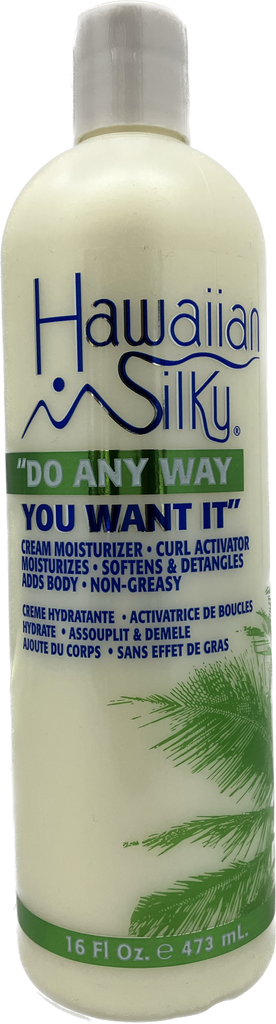 Hawaiian
Silky®
"DO ANY WAY
YOU WANT IT"
CREAM MOISTURIZER • CURL ACTIVATOR
MOISTURIZES • SOFTENS & DETANGLES
ADDS BODY • NON-GREASY
CREME HYDRATANTE • ACTIVATRICE DE BOUCLES
HYDRATE • ASSOUPLIT & DEMELE
AJOUTE DU CORPS • SANS EFFET DE GRAS
16 Fl Oz. ℮ 473 mL.